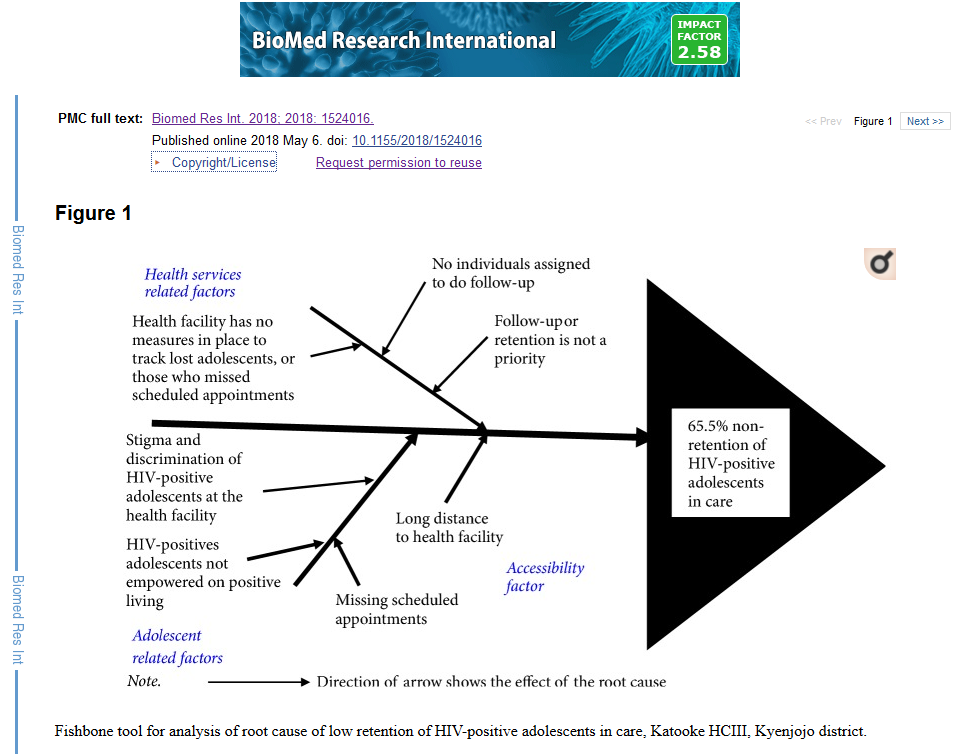 BioMed Research International
IMPACT
FACTOR
2.58
PMC full text: Biomed Res Int. 2018; 2018: 1524016.
Published online 2018 May 6. doi: 10.1155/2018/1524016
Copyright/License Request permission to reuse
<< Prev Figure 1 Next >>
Biomed Res Int
Biomed Res Int
Figure 1
Health services
related factors
No individuals assigned
to do follow-up
Health facility has no
measures in place to
track lost adolescents, or
those who missed
scheduled appointments
Follow-up or
retention is not a
priority
65.5% non-
retention of
HIV-positive
adolescents
in care
Stigma and
discrimination of
HIV-positive
adolescents at the
health facility
Long distance
to health facility
HIV-positives
adolescents not
empowered on positive
living
Accessibility
factor
Missing scheduled
appointments
Adolescent
related factors
Note. Direction of arrow shows the effect of the root cause
Fishbone tool for analysis of root cause of low retention of HIV-positive adolescents in care, Katooke HCIII, Kyenjojo district.